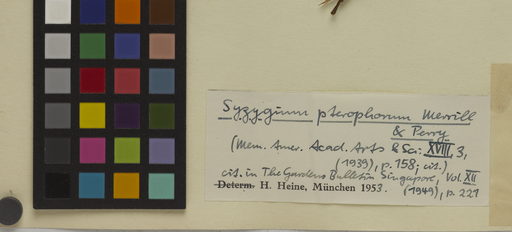 Syzygium pterophorum Merrill
& Perry
(Mem. Amer. Acad. Arts & Sci. XVIII, 3,
(1939), p. 158; cit.)
cit. in The Gardens Bulletin Singapore, Vol. XII
Determ. H. Heine, München 1953. (1949), p. 221